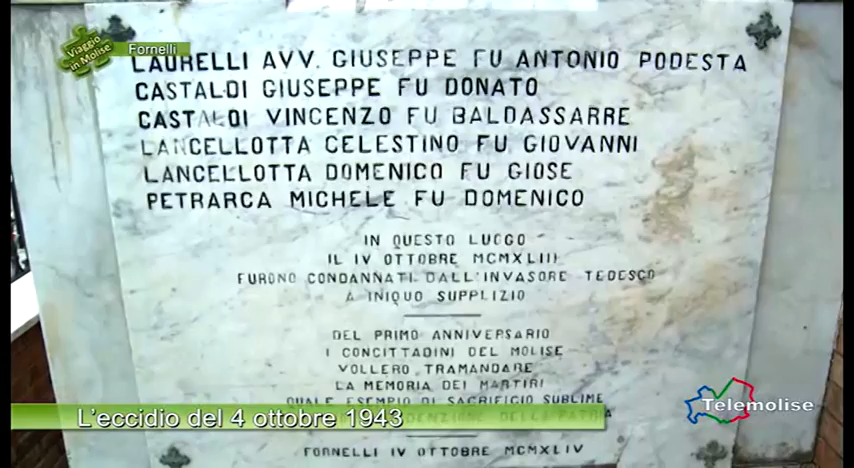 Viaggio
in Molise
Fornelli
LAURELLI AVV. GIUSEPPE FU ANTONIO PODESTA
CASTALDI GIUSEPPE FU DONATO
CASTALDI VINCENZO FU BALDASSARRE
LANCELLOTTA CELESTINO FU GIOVANNI
LANCELLOTTA DOMENICO FU GIOSE
PETRARCA MICHELE FU DOMENICO
IN QUESTO LUOGO
IL IV OTTOBRE MCMXLIII
FURONO CONDANNATI DALL'INVASORE TEDESCO
A INIQUO SUPPLIZIO
DEL PRIMO ANNIVERSARIO
I CONCITTADINI DEL MOLISE
VOLLERO TRAMANDARE
LA MEMORIA DEI MARTIRI
QUALE ESEMPIO DI SACRIFICIO SUBLIME
DELLA PATRIA
L'eccidio del 4 ottobre 1943
Telemolise
FORNELLI IV OTTOBRE MCMXLIV